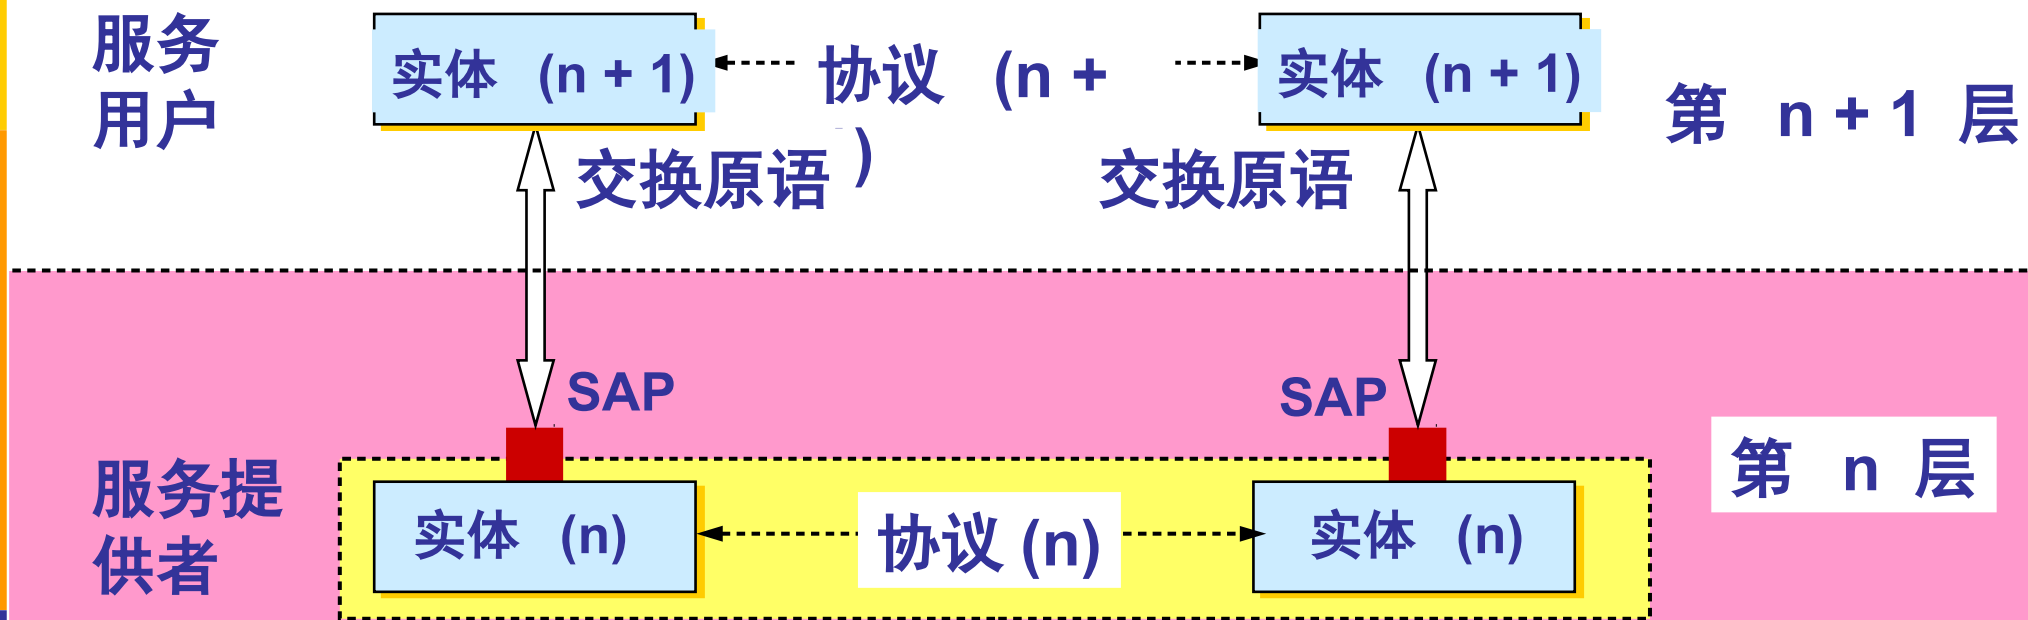 服务
用户
实体 (n + 1)
协议 (n +
)
实体 (n + 1)
第 n + 1 层
交换原语
交换原语
SAP
SAP
服务提
供者
实体 (n)
协议 (n)
实体 (n)
第 n 层